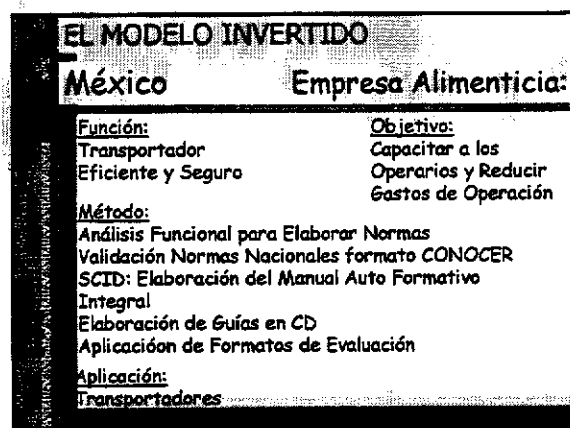 EL MODELO INVERTIDO
México Empresa Alimenticia:
Función:
Transportador
Eficiente y Seguro
Objetivo:
Capacitar a los
Operarios y Reducir
Gastos de Operación
Método:
Análisis Funcional para Elaborar Normas
Validación Normas Nacionales formato CONOCER
SCID: Elaboración del Manual Auto Formativo
Integral
Elaboración de Guías en CD
Aplicacióon de Formatos de Evaluación
Aplicación:
Transportadores